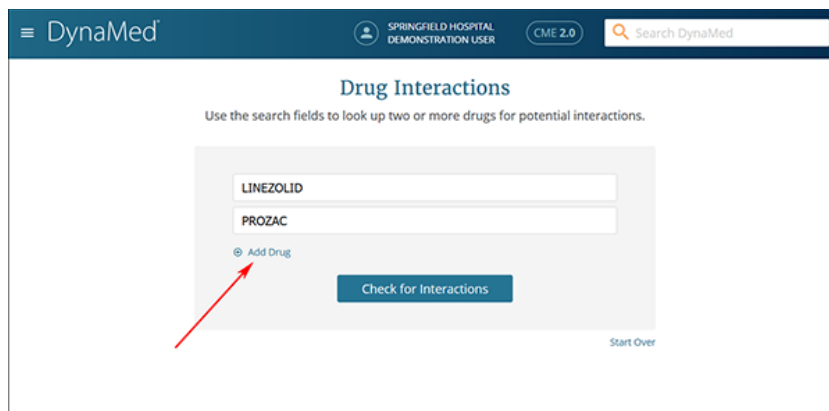 DynaMed
SPRINGFIELD HOSPITAL
DEMONSTRATION USER
CME 2.0
Search DynaMed
Drug Interactions
Use the search fields to look up two or more drugs for potential interactions.
LINEZOLID
PROZAC
Add Drug
Check for Interactions
Start Over